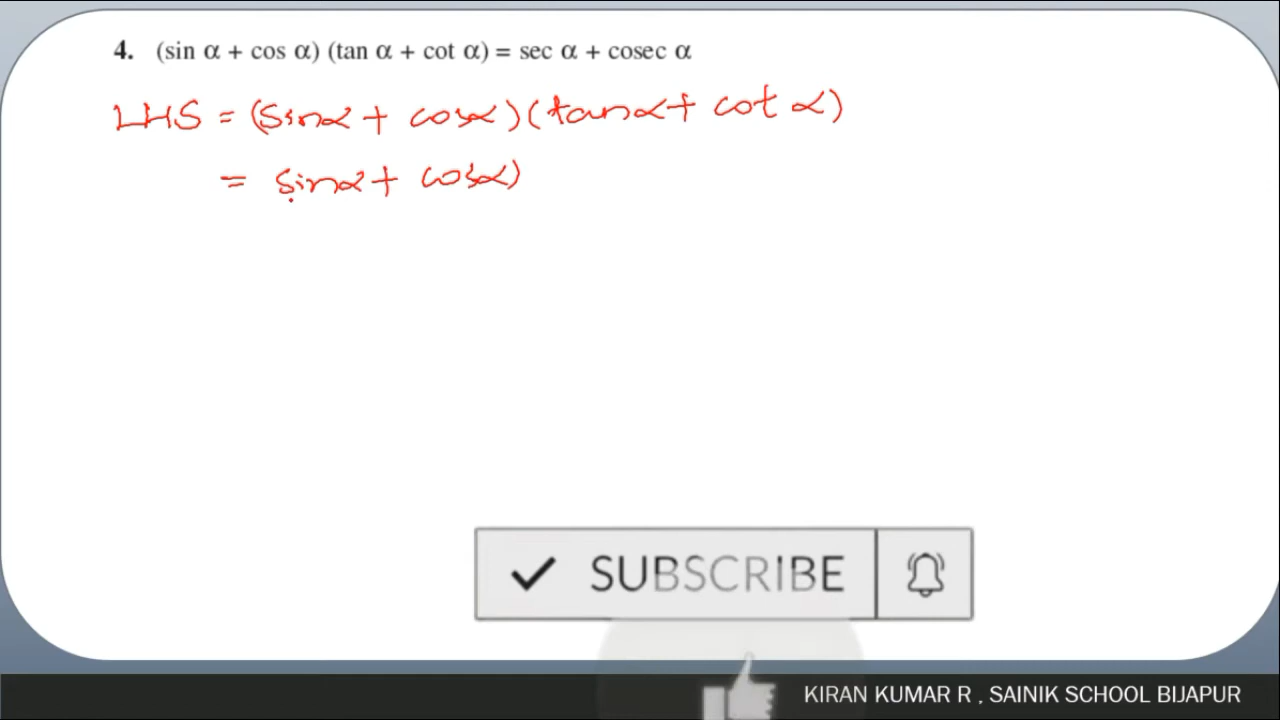 4. (sin α + cos α) (tan α + cot α) = sec α + cosec α
LHS = (sinα + cosα)(tanα + cot α)
= sinα + cosα)
SUBSCRIBE
KIRAN KUMAR R , SAINIK SCHOOL BIJAPUR